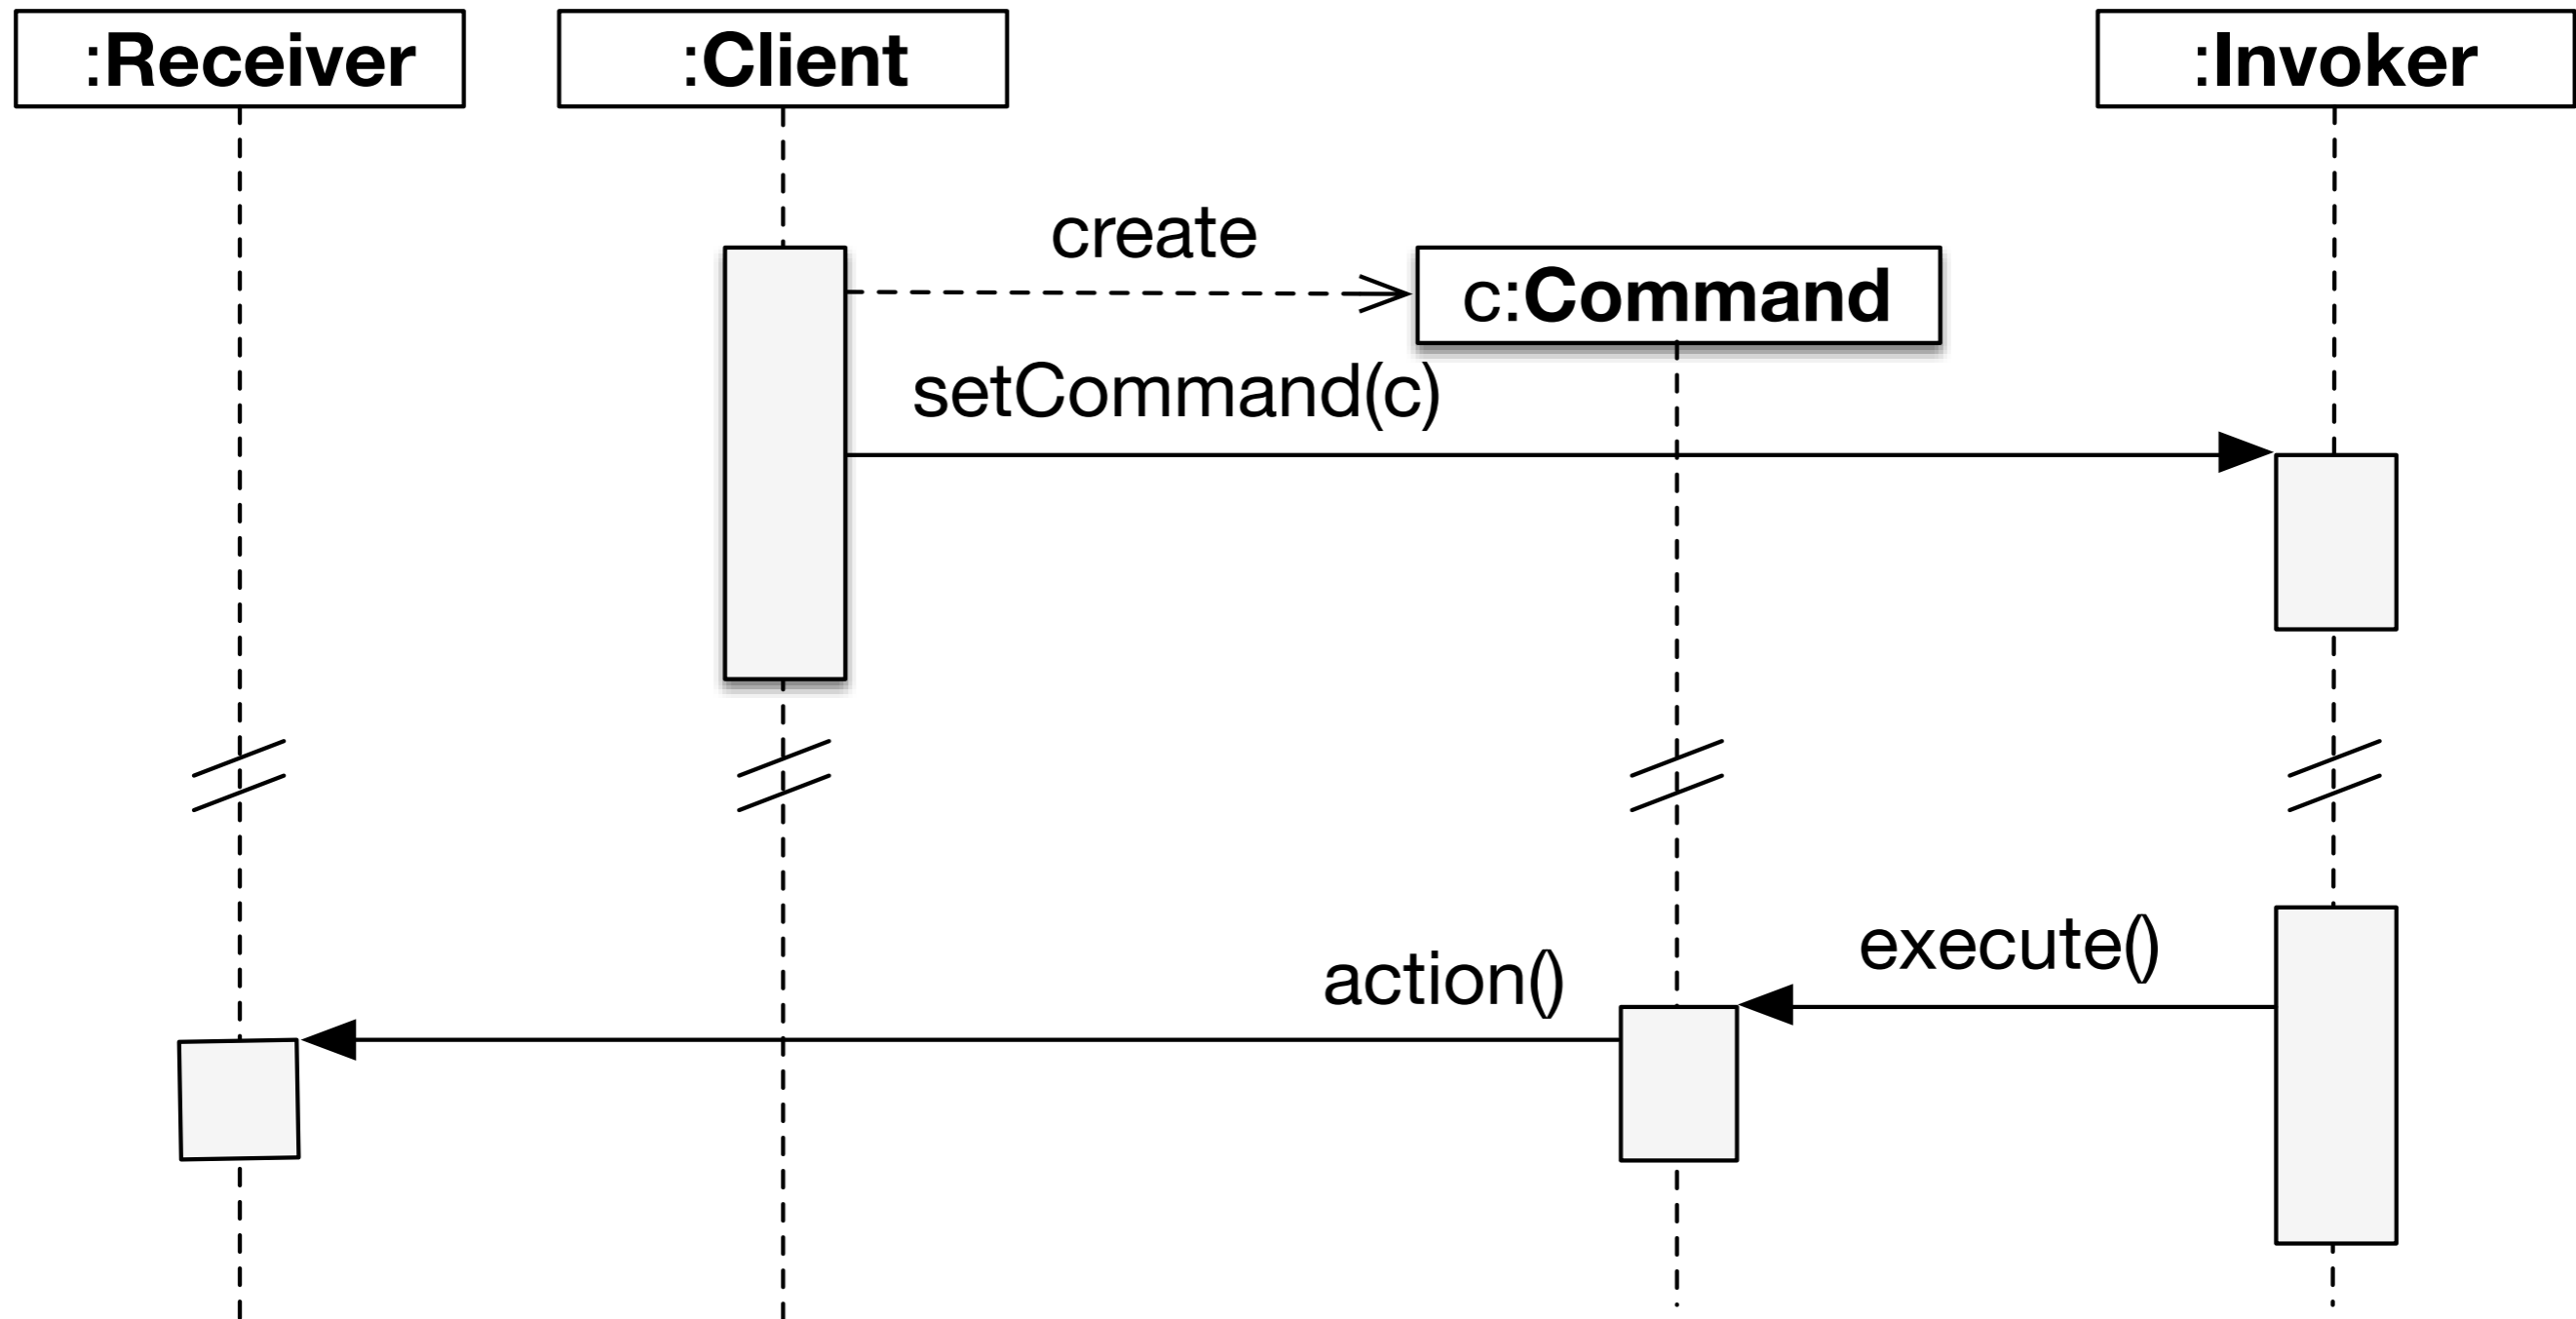 :Receiver
:Client
:Invoker
create
c:Command
setCommand(c)
execute()
action()